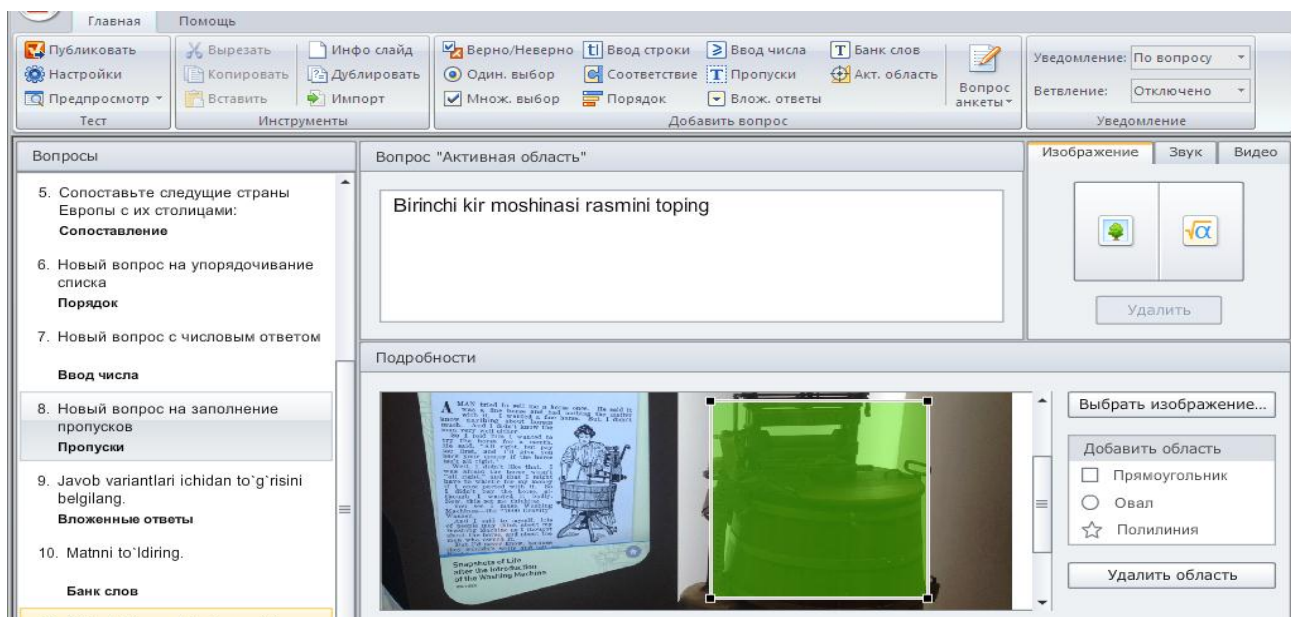 Главная Помощь
Публиковать
Настройки
Предпросмотр
Тест
Вырезать
Копировать
Вставить
Инфо слайд
Дублировать
Импорт
Инструменты
Верно/Неверно
Один. выбор
Множ. выбор
Ввод строки
Соответствие
Порядок
Ввод числа
Пропуски
Влож. ответы
Банк слов
Акт. область
Вопрос
анкеты
Добавить вопрос
Уведомление: По вопросу
Ветвление: Отключено
Уведомление
Вопросы
5. Сопоставьте следущие страны
Европы с их столицами:
Сопоставление
6. Новый вопрос на упорядочивание
списка
Порядок
7. Новый вопрос с числовым ответом
Ввод числа
8. Новый вопрос на заполнение
пропусков
Пропуски
9. Javob variantlari ichidan to`g`risini
belgilang.
Вложенные ответы
10. Matnni to`ldiring.
Банк слов
Вопрос "Активная область"
Birinchi kir moshinasi rasmini toping
Изображение Звук Видео
√α
Удалить
Подробности
Snapshots of Life
after the Introduction
of the Washing Machine
Выбрать изображение...
Добавить область
Прямоугольник
Овал
Полилиния
Удалить область